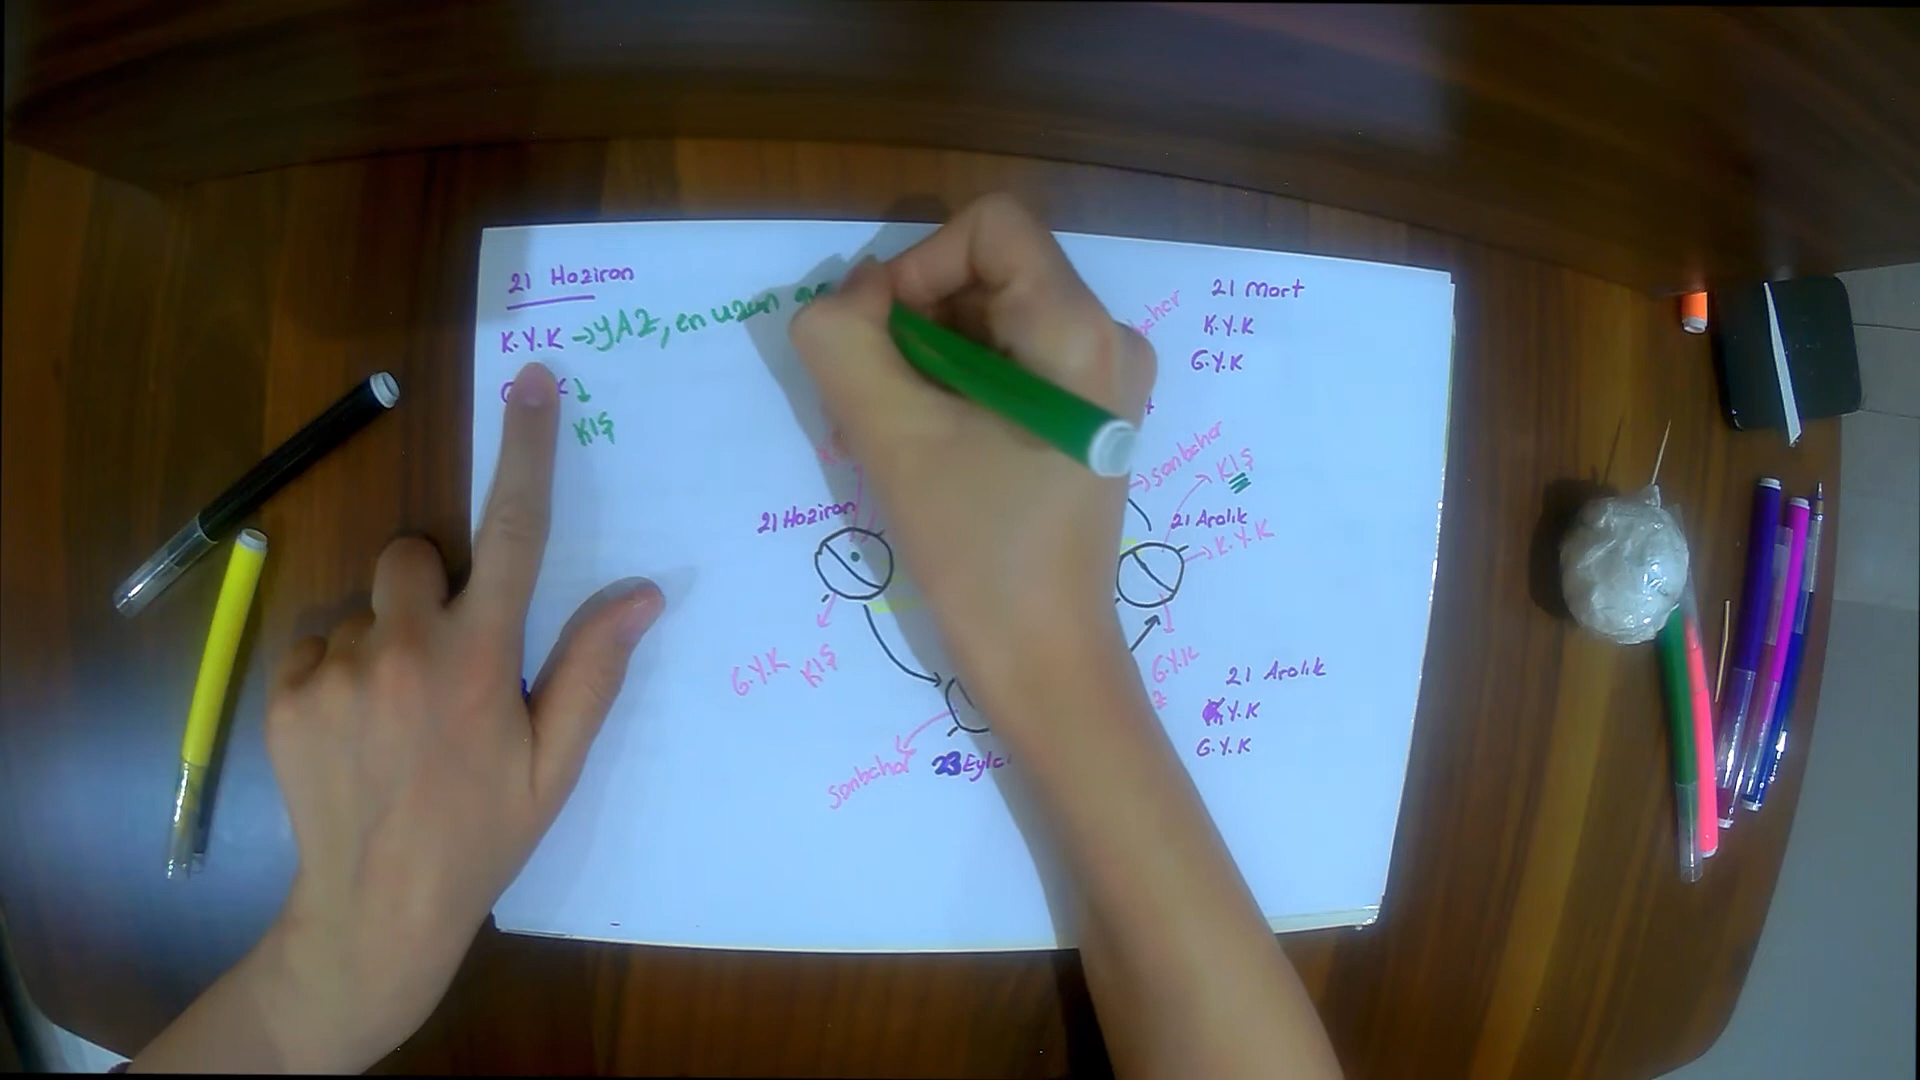 21 Haziran
K.Y.K → YAZ, en uzun
KIŞ
21 Mart
K.Y.K
G.Y.K
21 Haziran
G.Y.K KIŞ
sonbahar
23
sonbahar
KIŞ
21 Aralık
K.Y.K
G.Y.K
21 Aralık
Y.K
G.Y.K